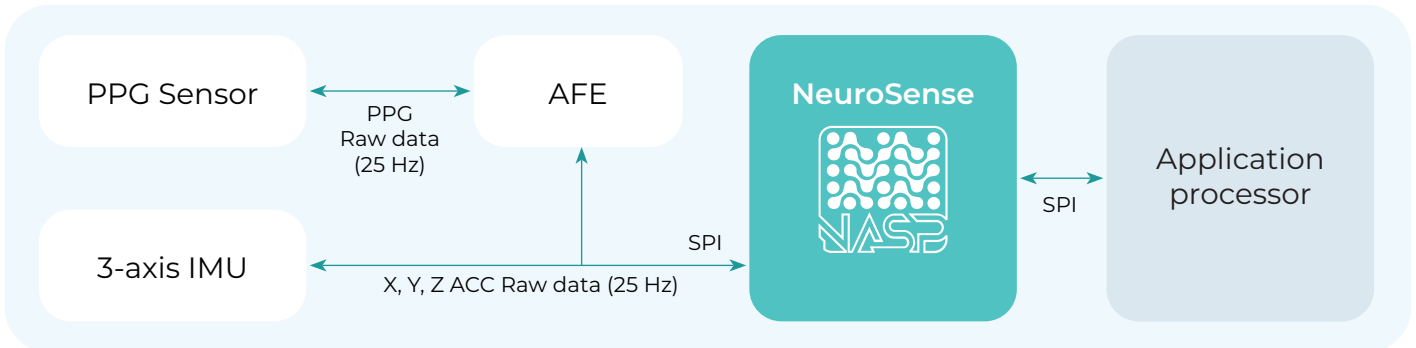 PPG Sensor
PPG
Raw data
(25 Hz)
AFE
3-axis IMU
X, Y, Z ACC Raw data (25 Hz)
SPI
NeuroSense
NASP
SPI
Application
processor